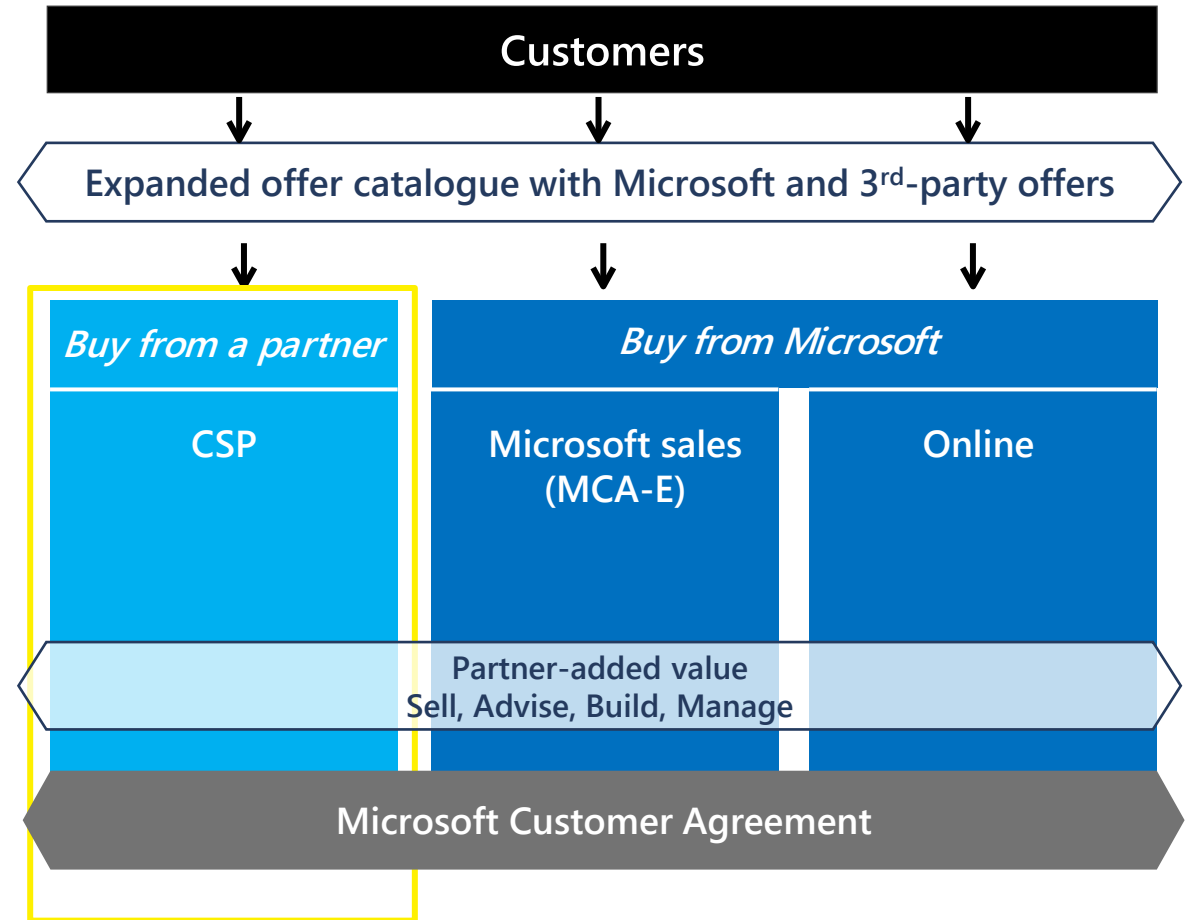 Customers
Expanded offer catalogue with Microsoft and 3rd-party offers
Buy from a partner
Buy from Microsoft
CSP
Microsoft sales
(MCA-E)
Online
Partner-added value
Sell, Advise, Build, Manage
Microsoft Customer Agreement